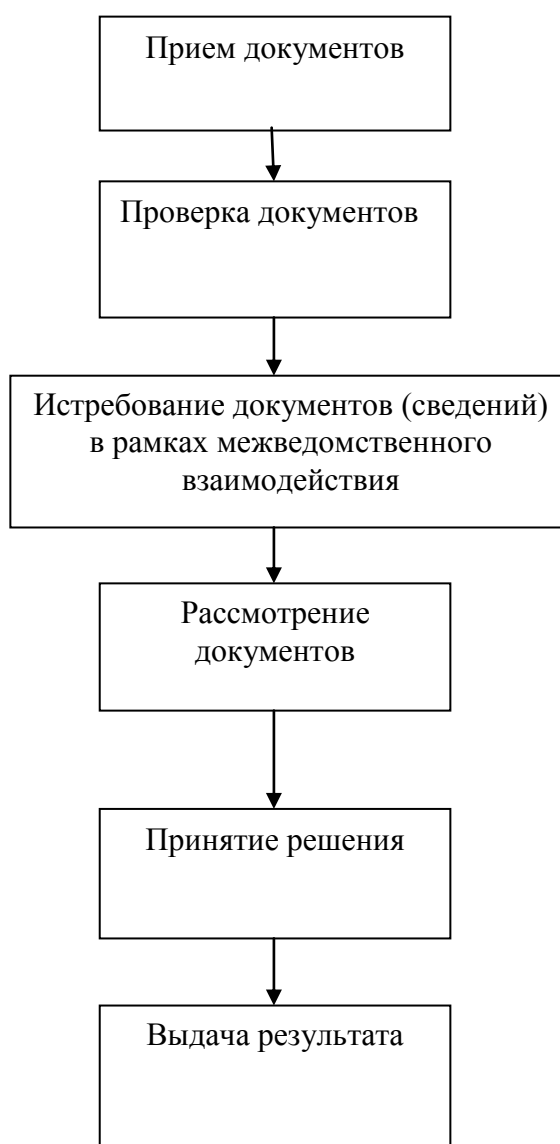 Прием документов
Проверка документов
Истребование документов (сведений)
в рамках межведомственного
взаимодействия
Рассмотрение
документов
Принятие решения
Выдача результата